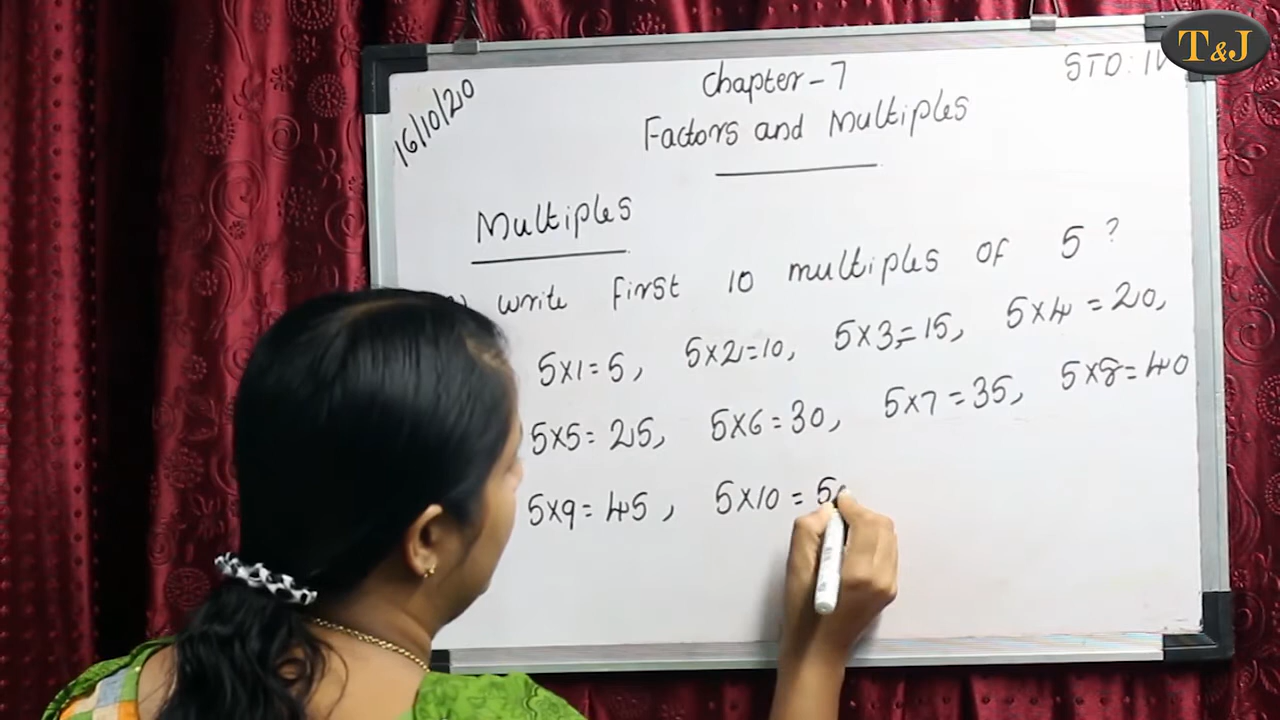 T&J
16/10/20
Chapter-7
STD: IV
Factors and Multiples
Multiples
write first 10 multiples of 5?
5x1=5, 5x2=10, 5x3=15, 5x4=20,
5x5=25, 5x6=30, 5x7=35, 5x8=40
5x9=45, 5x10=50